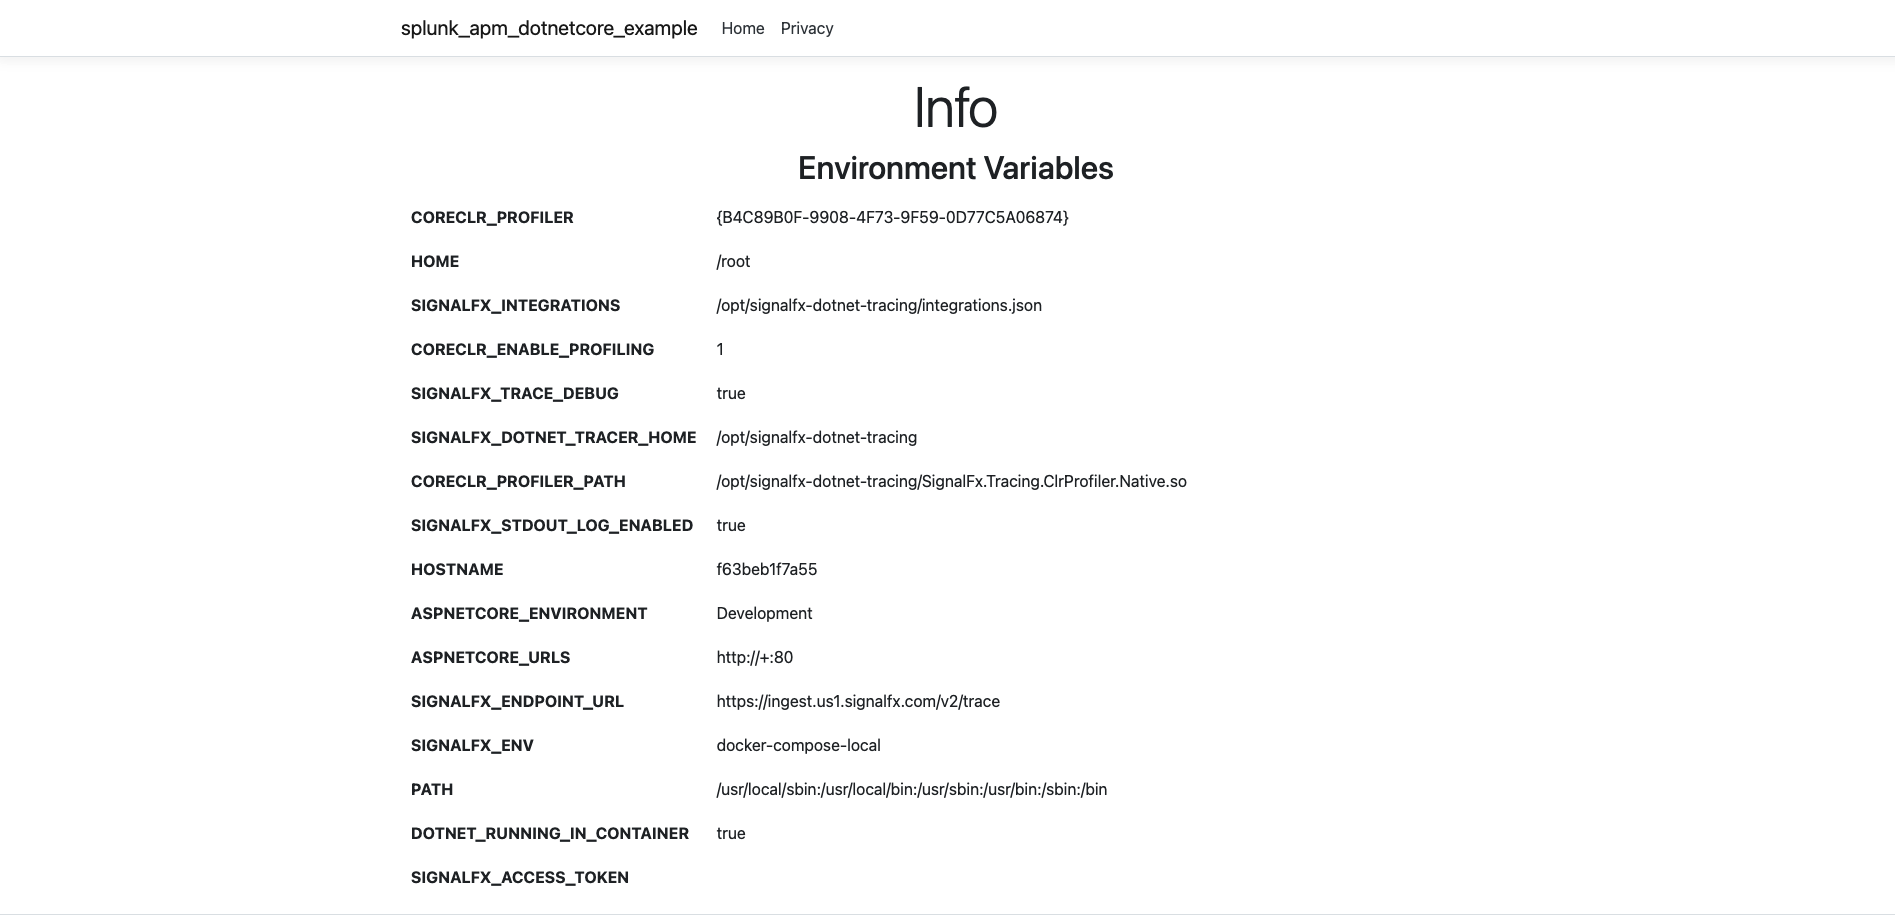 splunk_apm_dotnetcore_example Home Privacy
Info
Environment Variables
CORECLR_PROFILER {B4C89B0F-9908-4F73-9F59-0D77C5A06874}
HOME /root
SIGNALFX_INTEGRATIONS /opt/signalfx-dotnet-tracing/integrations.json
CORECLR_ENABLE_PROFILING 1
SIGNALFX_TRACE_DEBUG true
SIGNALFX_DOTNET_TRACER_HOME /opt/signalfx-dotnet-tracing
CORECLR_PROFILER_PATH /opt/signalfx-dotnet-tracing/SignalFx.Tracing.ClrProfiler.Native.so
SIGNALFX_STDOUT_LOG_ENABLED true
HOSTNAME f63beb1f7a55
ASPNETCORE_ENVIRONMENT Development
ASPNETCORE_URLS http://+:80
SIGNALFX_ENDPOINT_URL https://ingest.us1.signalfx.com/v2/trace
SIGNALFX_ENV docker-compose-local
PATH /usr/local/sbin:/usr/local/bin:/usr/sbin:/usr/bin:/sbin:/bin
DOTNET_RUNNING_IN_CONTAINER true
SIGNALFX_ACCESS_TOKEN